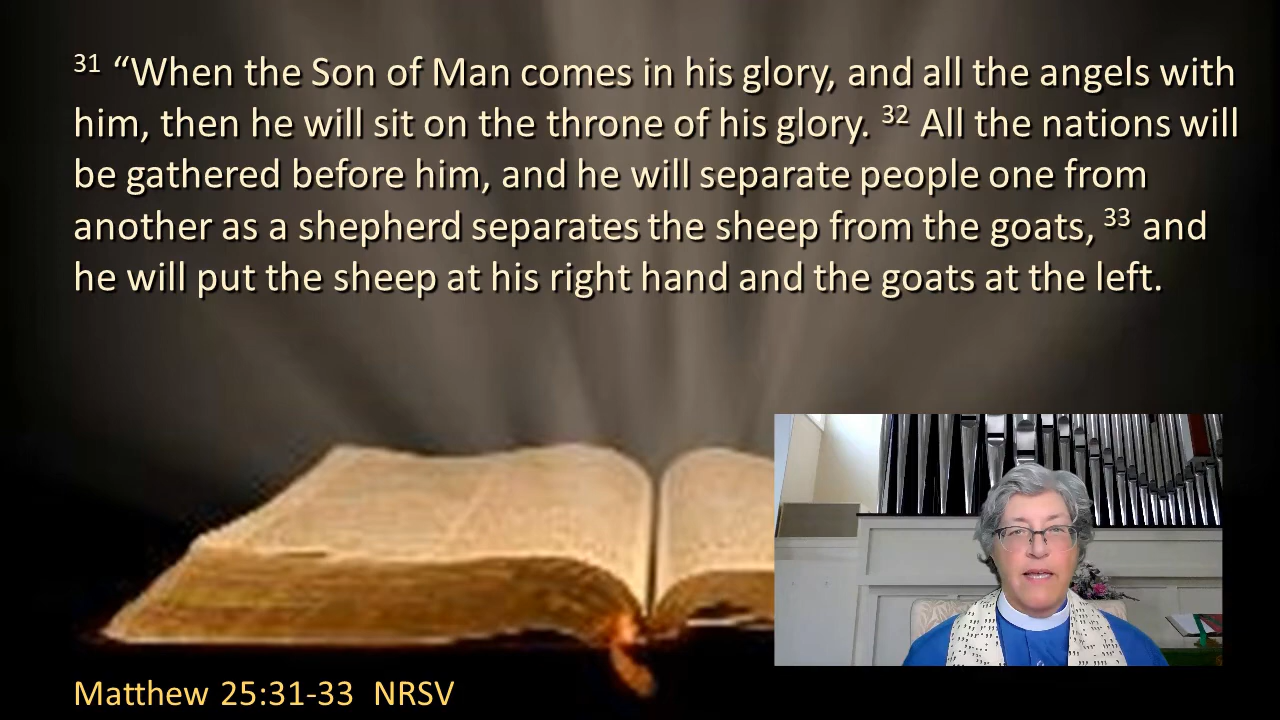 31 “When the Son of Man comes in his glory, and all the angels with
him, then he will sit on the throne of his glory. 32 All the nations will
be gathered before him, and he will separate people one from
another as a shepherd separates the sheep from the goats, 33 and
he will put the sheep at his right hand and the goats at the left.
Matthew 25:31-33 NRSV